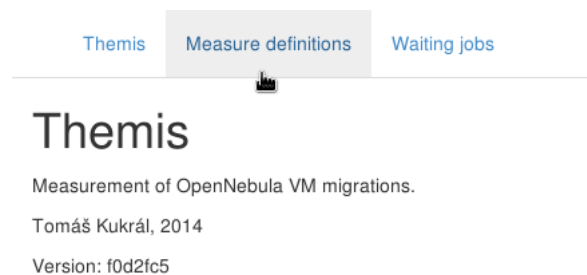 Themis Measure definitions Waiting jobs
Themis
Measurement of OpenNebula VM migrations.
Tomáš Kukrál, 2014
Version: f0d2fc5